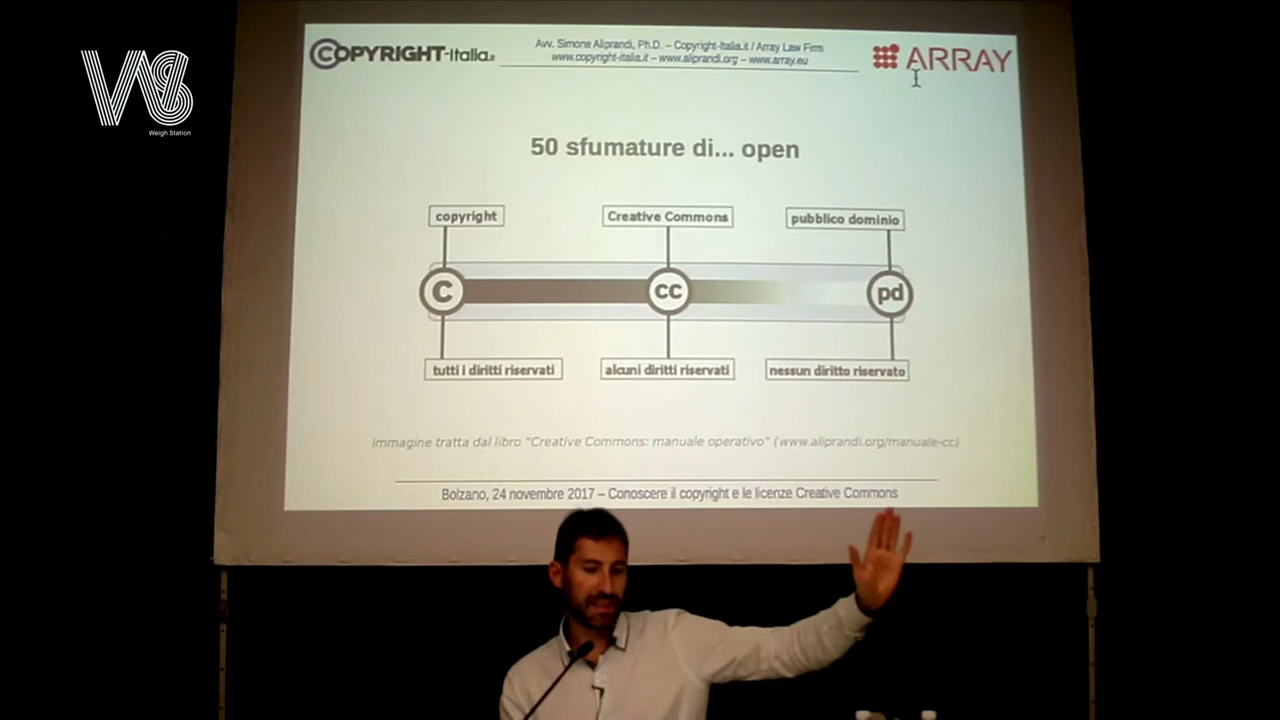 WS
Weigh Station
COPYRIGHT-Italia.it
Avv. Simone Aliprandi, Ph.D. – Copyright-Italia.it / Array Law Firm
www.copyright-italia.it – www.aliprandi.org – www.array.eu
ARRAY
50 sfumature di... open
copyright
Creative Commons
pubblico dominio
C
cc
pd
tutti i diritti riservati
alcuni diritti riservati
nessun diritto riservato
immagine tratta dal libro "Creative Commons: manuale operativo" (www.aliprandi.org/manuale-cc)
Bolzano, 24 novembre 2017 – Conoscere il copyright e le licenze Creative Commons